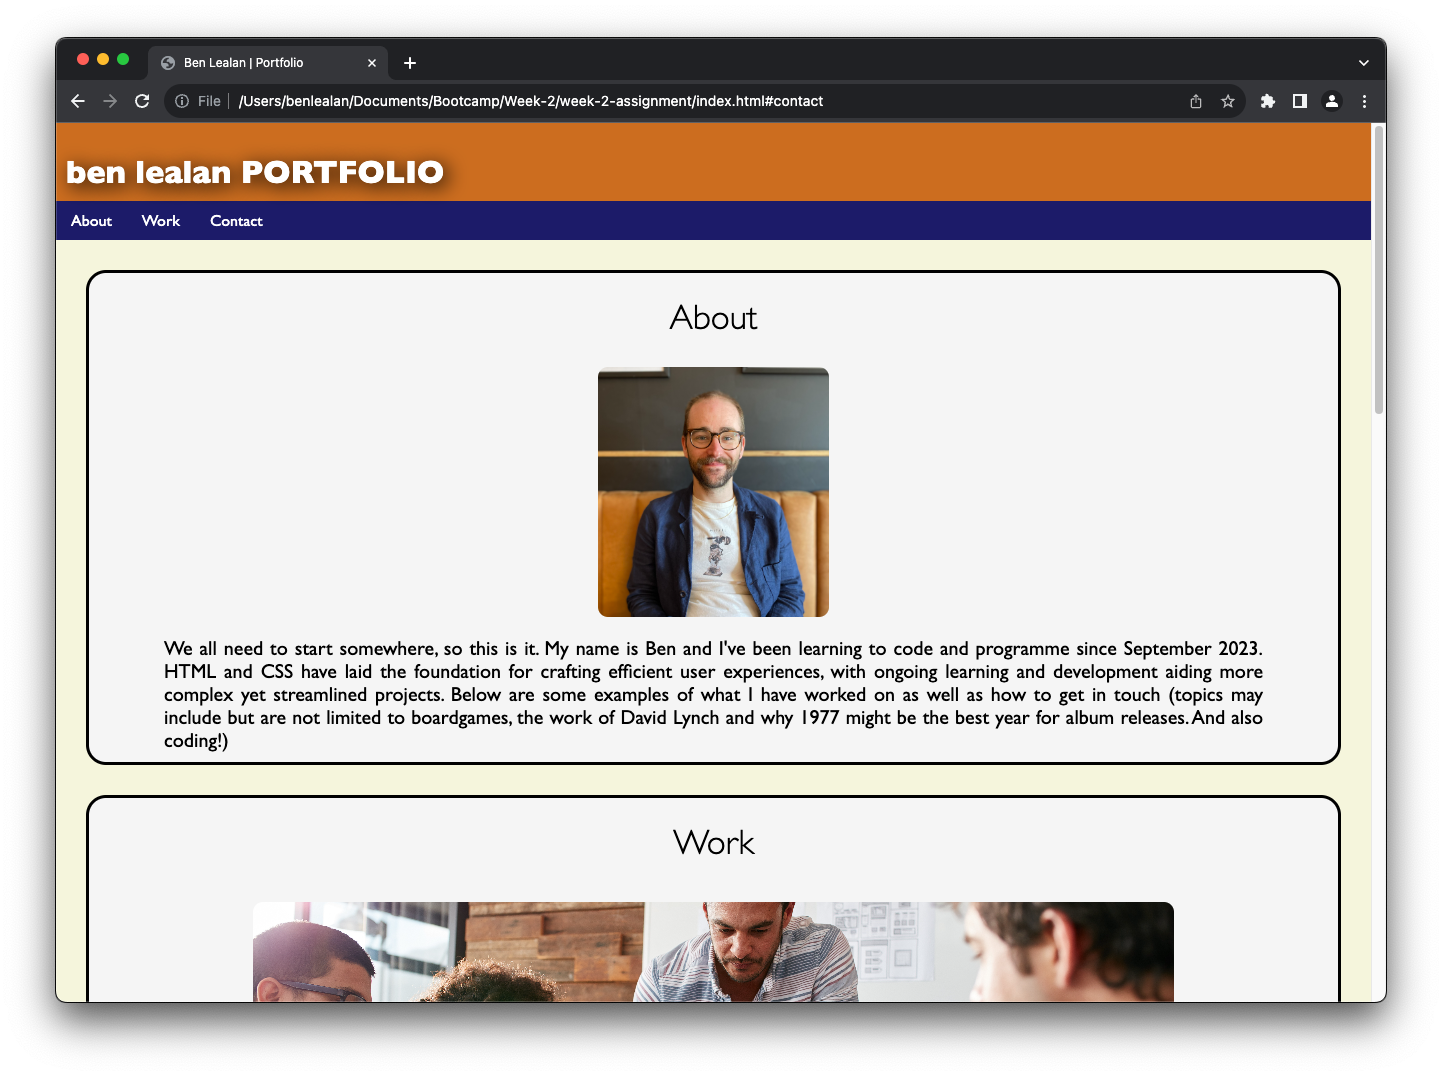 Ben Lealan | Portfolio
File | /Users/benlealan/Documents/Bootcamp/Week-2/week-2-assignment/index.html#contact
ben lealan PORTFOLIO
About Work Contact
About
We all need to start somewhere, so this is it. My name is Ben and I've been learning to code and programme since September 2023.
HTML and CSS have laid the foundation for crafting efficient user experiences, with ongoing learning and development aiding more
complex yet streamlined projects. Below are some examples of what I have worked on as well as how to get in touch (topics may
include but are not limited to boardgames, the work of David Lynch and why 1977 might be the best year for album releases. And also
coding!)
Work